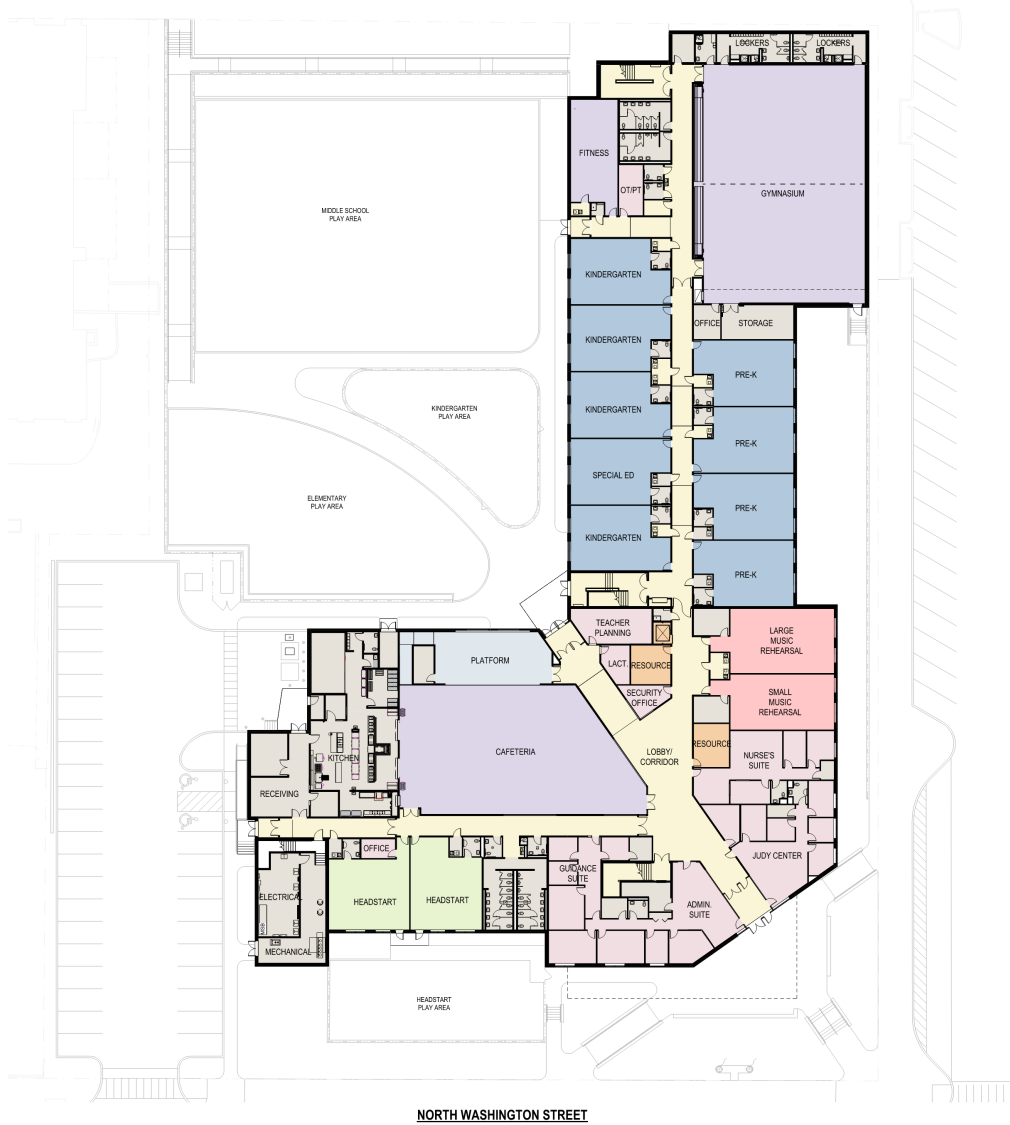 LOCKERS
LOCKERS
FITNESS
OT/PT
GYMNASIUM
MIDDLE SCHOOL
PLAY AREA
KINDERGARTEN
OFFICE
STORAGE
KINDERGARTEN
PRE-K
KINDERGARTEN
PLAY AREA
KINDERGARTEN
PRE-K
SPECIAL ED
ELEMENTARY
PLAY AREA
PRE-K
KINDERGARTEN
PRE-K
TEACHER
PLANNING
LARGE
MUSIC
REHEARSAL
PLATFORM
LACT.
RESOURCE
SECURITY
OFFICE
SMALL
MUSIC
REHEARSAL
CAFETERIA
LOBBY/
CORRIDOR
RESOURCE
NURSE'S
SUITE
KITCHEN
RECEIVING
OFFICE
JUDY CENTER
GUIDANCE
SUITE
HEADSTART
HEADSTART
ELECTRICAL
ADMIN.
SUITE
MSB
MECHANICAL
HEADSTART
PLAY AREA
NORTH WASHINGTON STREET